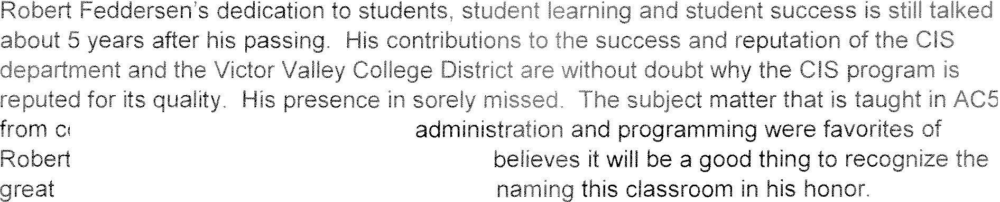 Robert Feddersen's dedication to students, student learning and student success is still talked
about 5 years after his passing.  His contributions to the success and reputation of the CIS
department and the Victor Valley College District are without doubt why the CIS program is
reputed for its quality.  His presence in sorely missed.  The subject matter that is taught in AC5
from administration and programming were favorites of
Robert believes it will be a good thing to recognize the
great naming this classroom in his honor.